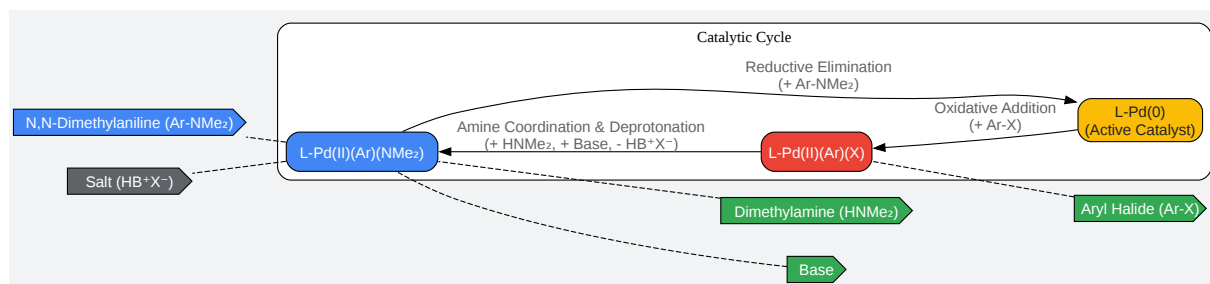 Catalytic Cycle
Reductive Elimination
(+ Ar-NMe₂)
Oxidative Addition
(+ Ar-X)
L-Pd(0)
(Active Catalyst)
N,N-Dimethylaniline (Ar-NMe₂)
Amine Coordination & Deprotonation
(+ HNMe₂, + Base, - HB⁺X⁻)
L-Pd(II)(Ar)(NMe₂)
L-Pd(II)(Ar)(X)
Salt (HB⁺X⁻)
Dimethylamine (HNMe₂)
Aryl Halide (Ar-X)
Base